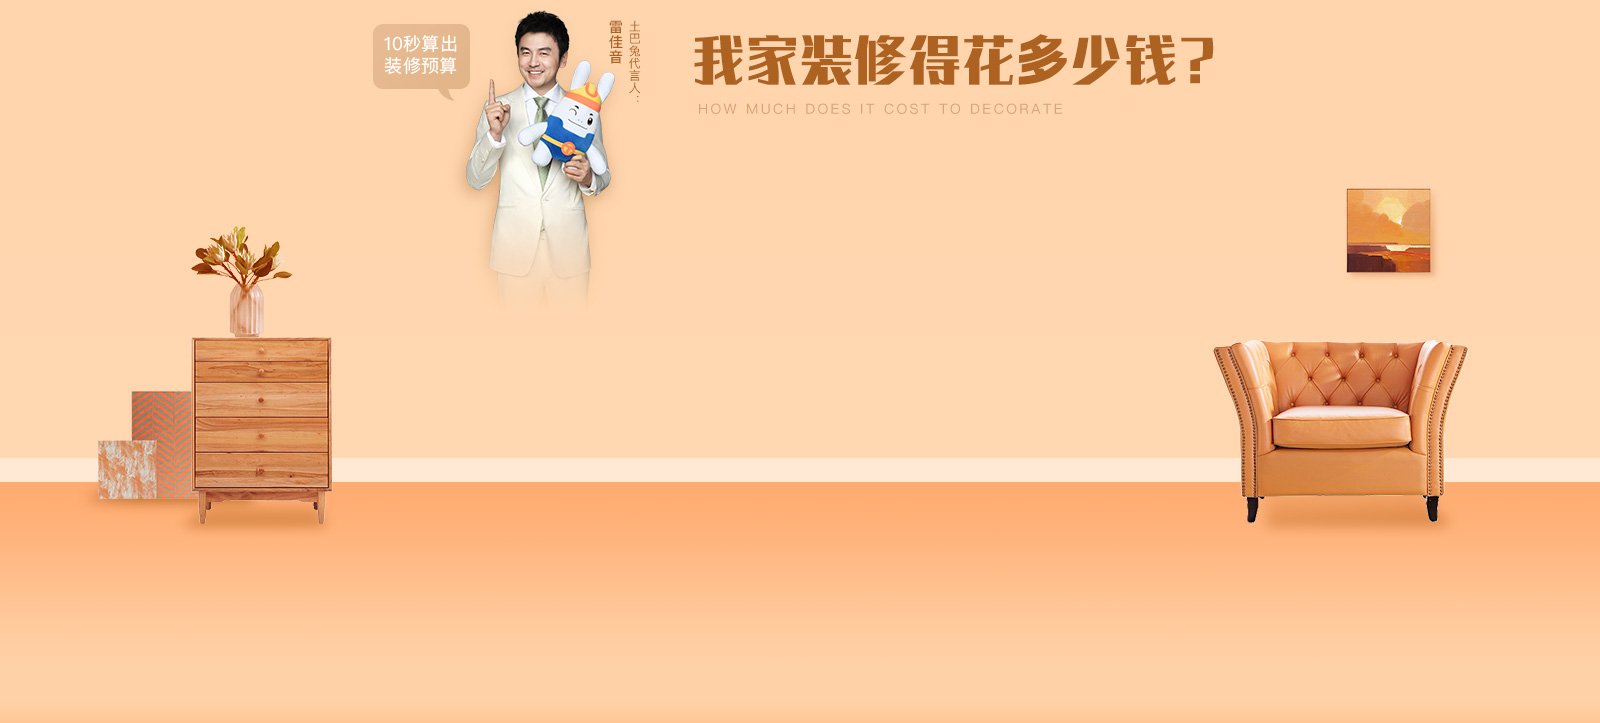 10秒算出
装修预算
土巴兔代言人：
雷佳音
我家装修得花多少钱？
HOW MUCH DOES IT COST TO DECORATE